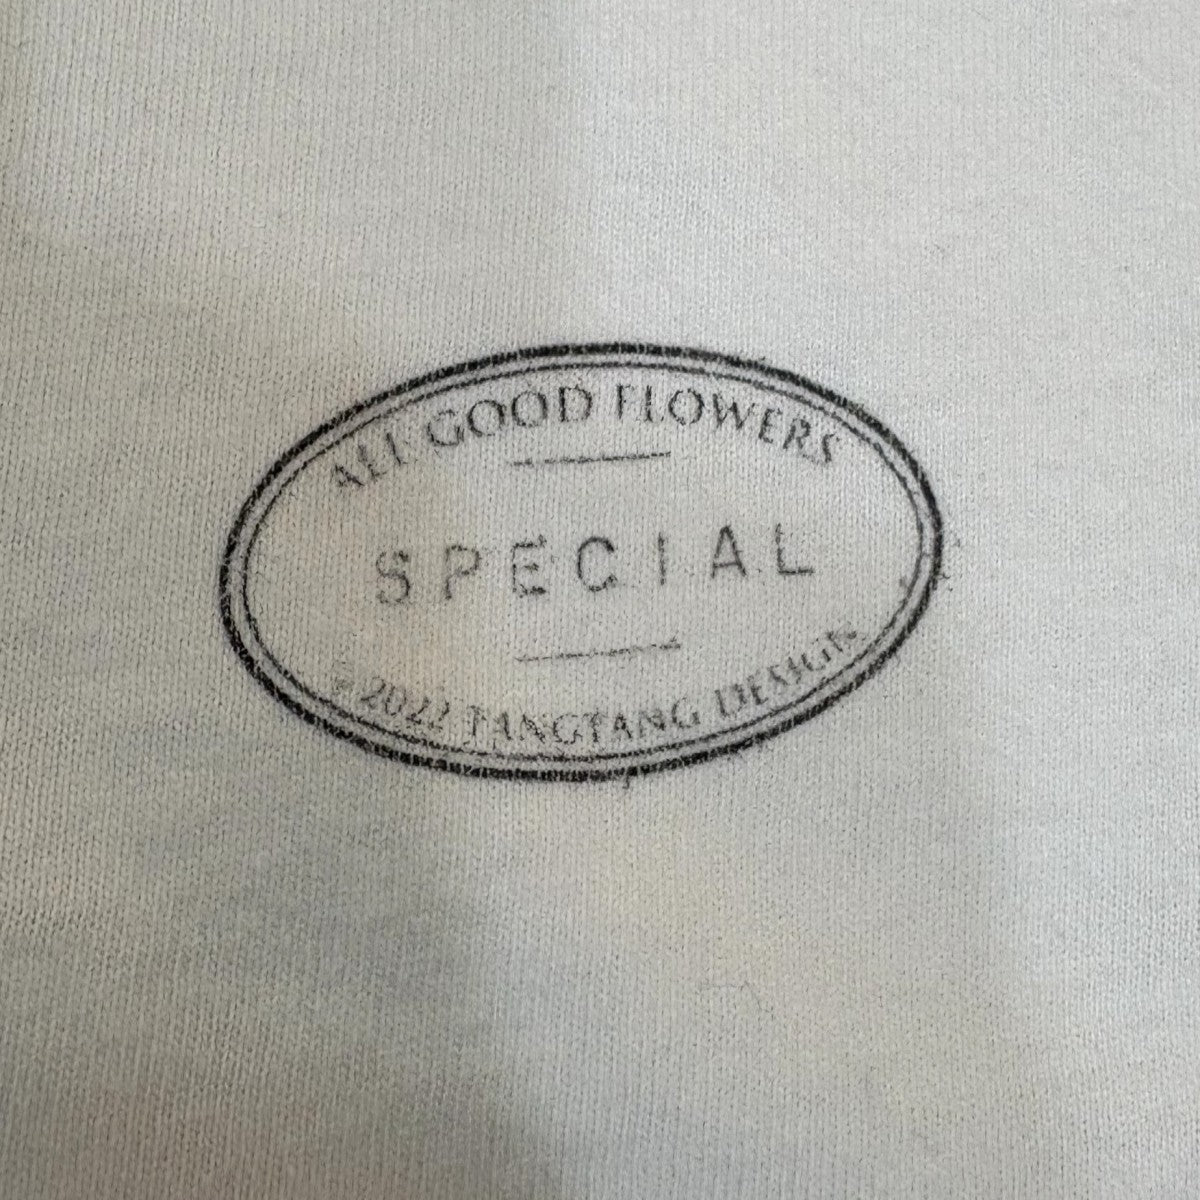 ALL GOOD FLOWERS
SPECIAL
© 2022 TANGTANG DESIGN